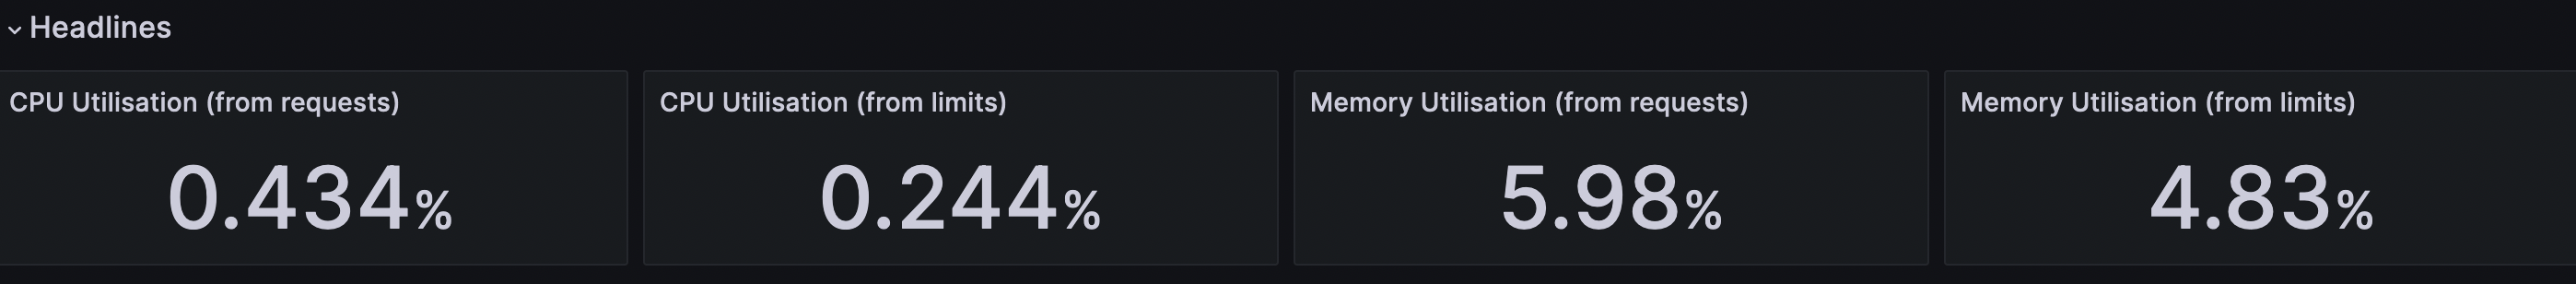 Headlines
CPU Utilisation (from requests)
0.434%
CPU Utilisation (from limits)
0.244%
Memory Utilisation (from requests)
5.98%
Memory Utilisation (from limits)
4.83%